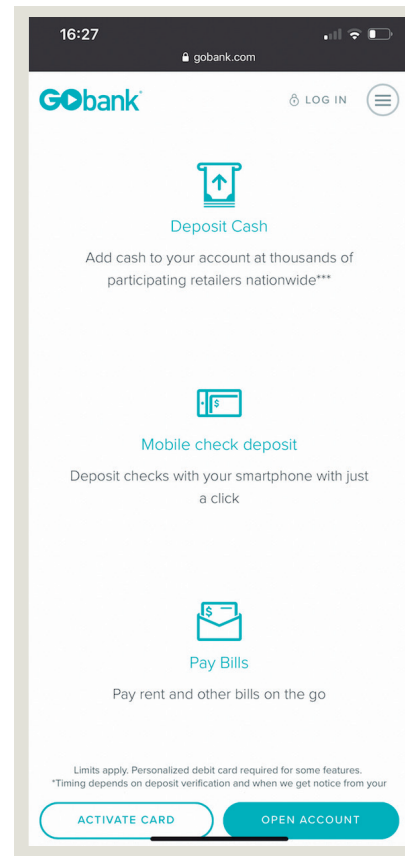 16:27
gobank.com
GObank
LOG IN
Deposit Cash
Add cash to your account at thousands of
participating retailers nationwide***
$
Mobile check deposit
Deposit checks with your smartphone with just
a click
$
Pay Bills
Pay rent and other bills on the go
Limits apply. Personalized debit card required for some features.
*Timing depends on deposit verification and when we get notice from your
ACTIVATE CARD
OPEN ACCOUNT